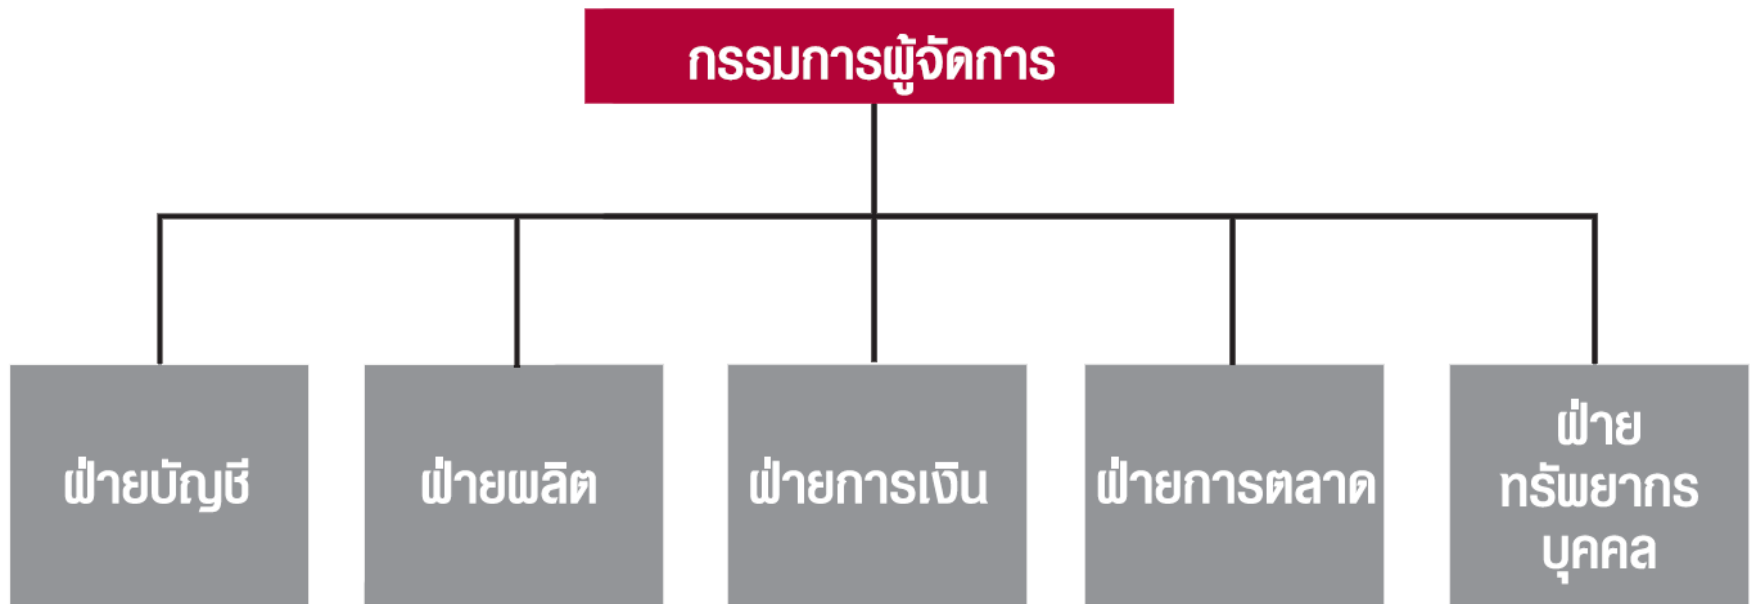 กรรมการผู้จัดการ
ฝ่ายบัญชี
ฝ่ายผลิต
ฝ่ายการเงิน
ฝ่ายการตลาด
ฝ่าย
ทรัพยากร
บุคคล